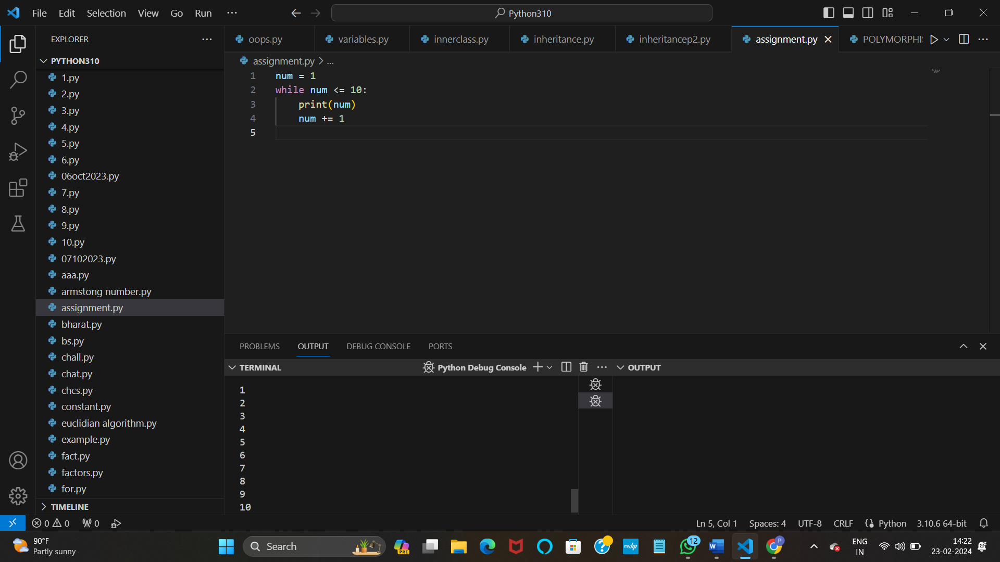 File Edit Selection View Go Run ···
Python310
EXPLORER
oops.py variables.py innerclass.py inheritance.py inheritancep2.py assignment.py POLYMORPHI
PYTHON310
1.py
2.py
3.py
4.py
5.py
6.py
06oct2023.py
7.py
8.py
9.py
10.py
07102023.py
aaa.py
armstong number.py
assignment.py
bharat.py
bs.py
chall.py
chat.py
chcs.py
constant.py
euclidian algorithm.py
example.py
fact.py
factors.py
for.py
TIMELINE
assignment.py > ...
1 num = 1
2 while num <= 10:
3 print(num)
4 num += 1
5
PROBLEMS OUTPUT DEBUG CONSOLE PORTS
TERMINAL Python Debug Console OUTPUT
1
2
3
4
5
6
7
8
9
10
0 0 0 Ln 5, Col 1 Spaces: 4 UTF-8 CRLF Python 3.10.6 64-bit
90°F
Partly sunny
Search
PRE
myhp
12
P
ENG
IN
14:22
23-02-2024